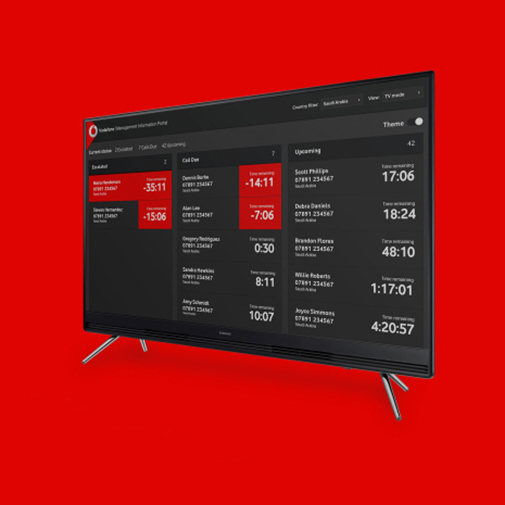 Country View: Saudi Arabia View: TV mode
Vodafone Management Information Portal
Theme
Current status 2 Escalated 7 Calls Due 42 Upcoming
Escalated 2
Time remaining
07891 234567
-35:11
Saudi Arabia
Steven Hernandez
Time remaining
07891 234567
-15:06
Saudi Arabia
Call Due 7
Dennis Burke
Time remaining
07891 234567
-14:11
Saudi Arabia
Alan Lee
Time remaining
07891 234567
-7:06
Saudi Arabia
Gregory Rodriguez
Time remaining
07891 234567
0:30
Saudi Arabia
Sandra Hawkins
Time remaining
07891 234567
8:11
Saudi Arabia
Amy Schmidt
Time remaining
07891 234567
10:07
Saudi Arabia
Upcoming 42
Scott Phillips
Time remaining
07891 234567
17:06
Saudi Arabia
Debra Daniels
Time remaining
07891 234567
18:24
Saudi Arabia
Brandon Flores
Time remaining
07891 234567
48:10
Saudi Arabia
Willie Roberts
Time remaining
07891 234567
1:17:01
Saudi Arabia
Joyce Simmons
Time remaining
07891 234567
4:20:57
Saudi Arabia